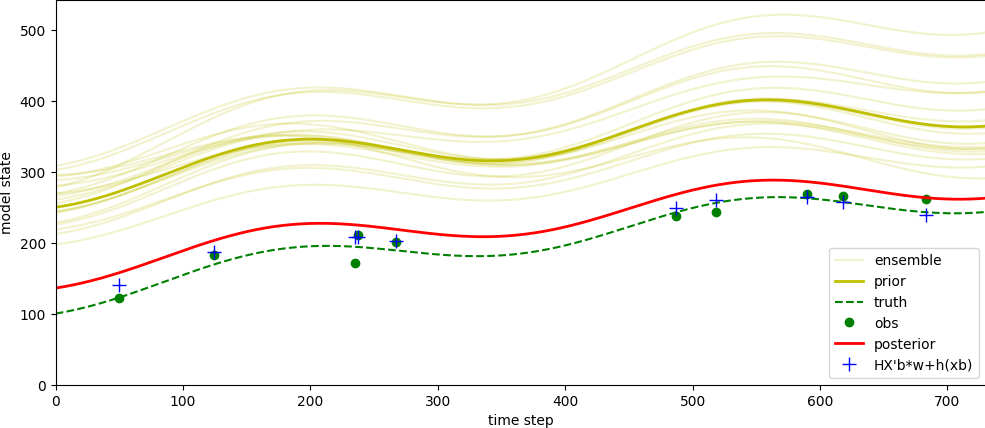 500
400
300
200
100
0
model state
0 100 200 300 400 500 600 700
time step
ensemble
prior
truth
obs
posterior
HX'b*w+h(xb)